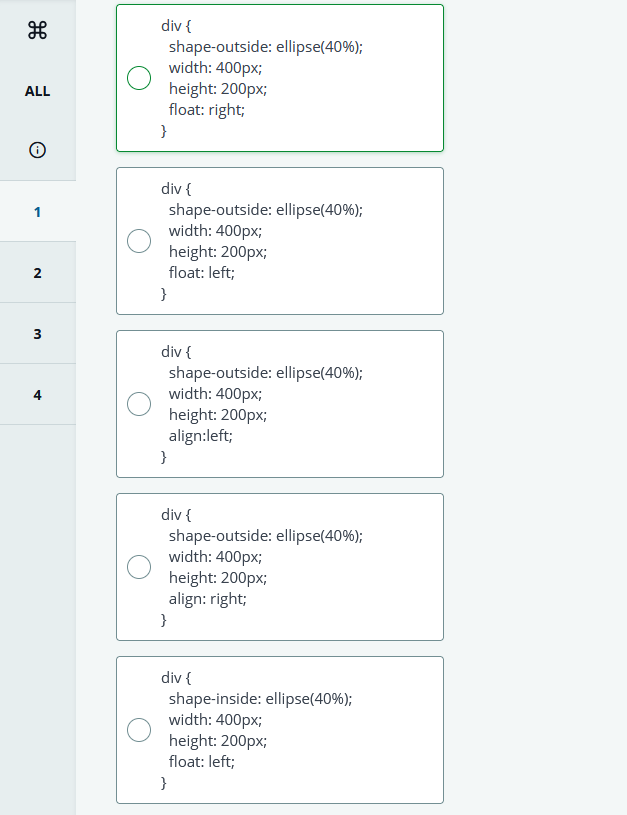 ⌘
ALL
1
2
3
4
div {
shape-outside: ellipse(40%);
width: 400px;
height: 200px;
float: right;
}
div {
shape-outside: ellipse(40%);
width: 400px;
height: 200px;
float: left;
}
div {
shape-outside: ellipse(40%);
width: 400px;
height: 200px;
align:left;
}
div {
shape-outside: ellipse(40%);
width: 400px;
height: 200px;
align: right;
}
div {
shape-inside: ellipse(40%);
width: 400px;
height: 200px;
float: left;
}